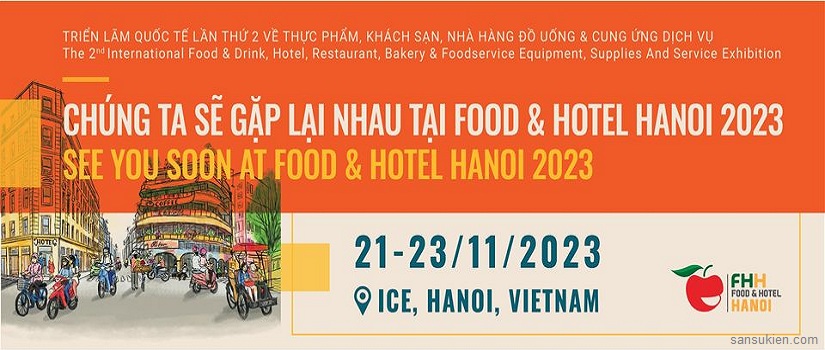 TRIỂN LÃM QUỐC TẾ LẦN THỨ 2 VỀ THỰC PHẨM, KHÁCH SẠN, NHÀ HÀNG ĐỒ UỐNG & CUNG ỨNG DỊCH VỤ
The 2nd International Food & Drink, Hotel, Restaurant, Bakery & Foodservice Equipment, Supplies And Service Exhibition
CHÚNG TA SẼ GẶP LẠI NHAU TẠI FOOD & HOTEL HANOI 2023
SEE YOU SOON AT FOOD & HOTEL HANOI 2023
HOTEL
21-23/11/2023
ICE, HANOI, VIETNAM
FHH
FOOD & HOTEL
HANOI
sansukien.com